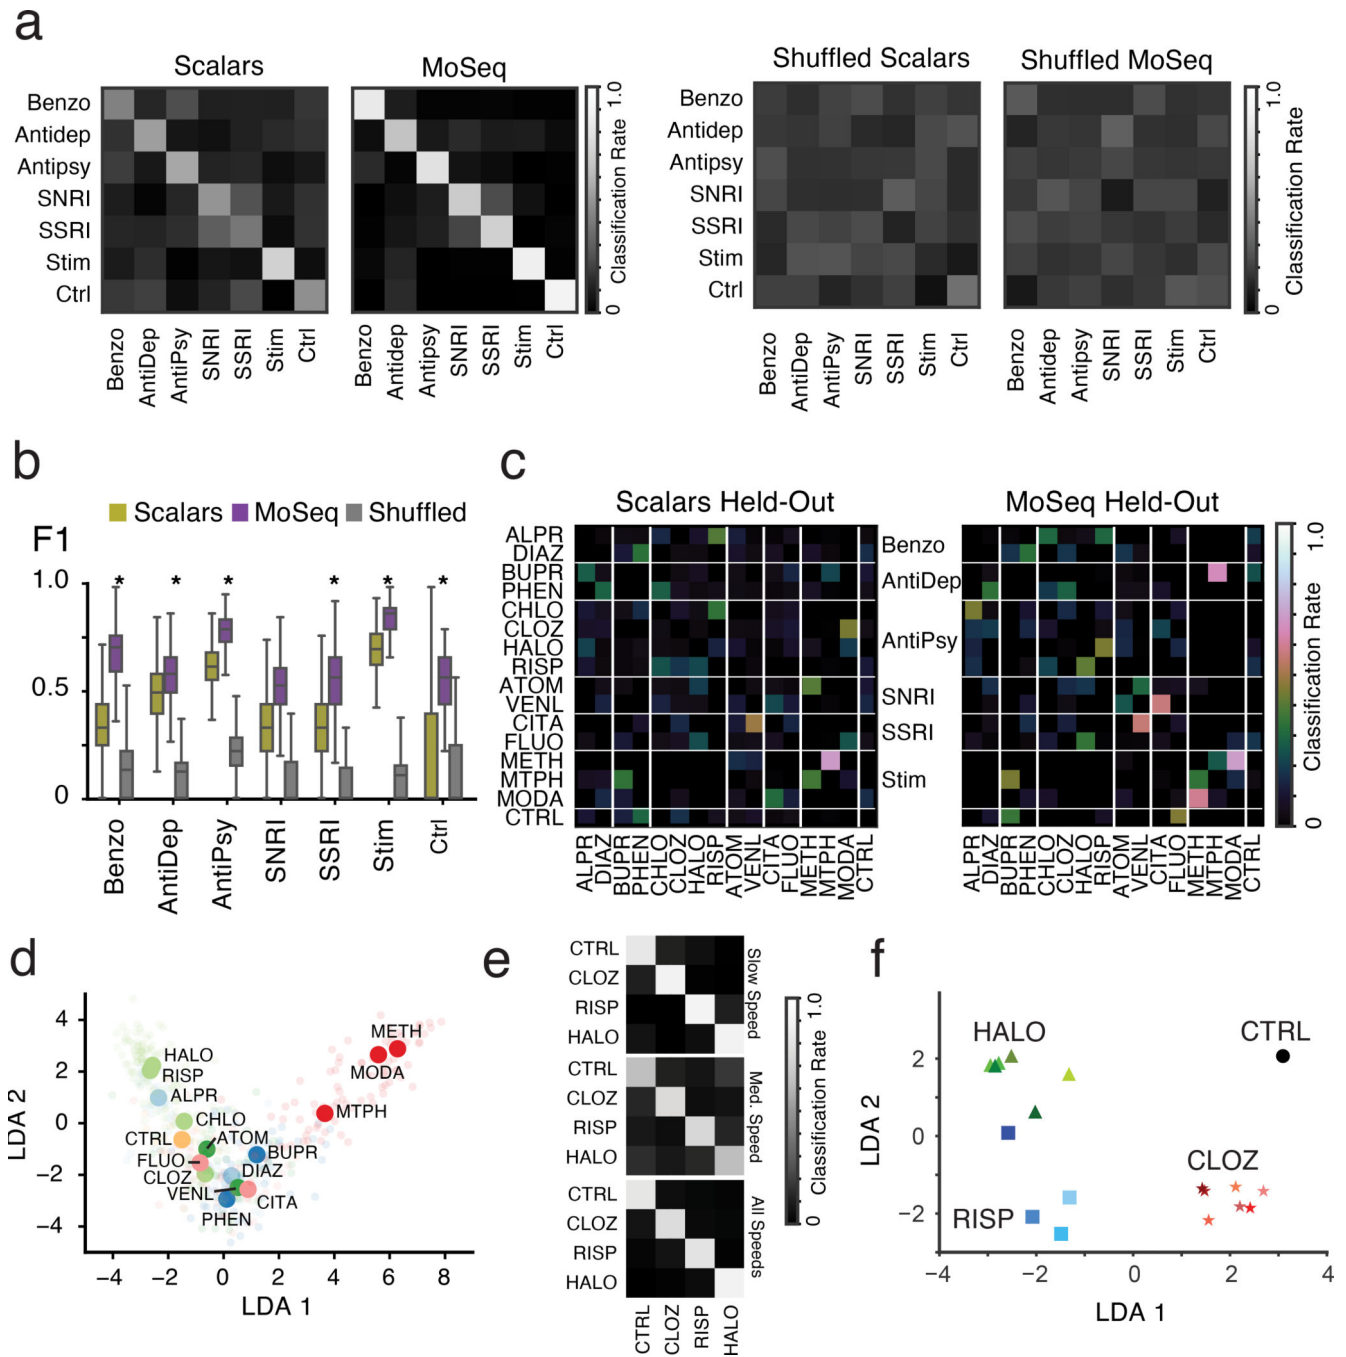 a
Scalars
MoSeq
Shuffled Scalars
Shuffled MoSeq
Benzo
Antidep
Antipsy
SNRI
SSRI
Stim
Ctrl
Benzo
AntiDep
AntiPsy
SNRI
SSRI
Stim
Ctrl
Benzo
Antidep
Antipsy
SNRI
SSRI
Stim
Ctrl
1.0
Classification Rate
0
Benzo
Antidep
Antipsy
SNRI
SSRI
Stim
Ctrl
Benzo
AntiDep
AntiPsy
SNRI
SSRI
Stim
Ctrl
Benzo
Antidep
Antipsy
SNRI
SSRI
Stim
Ctrl
1.0
Classification Rate
0
b
Scalars MoSeq Shuffled
F1
1.0
0.5
0
* * * * * *
Benzo
AntiDep
AntiPsy
SNRI
SSRI
Stim
Ctrl
c
Scalars Held-Out
MoSeq Held-Out
ALPR
DIAZ
BUPR
PHEN
CHLO
CLOZ
HALO
RISP
ATOM
VENL
CITA
FLUO
METH
MTPH
MODA
CTRL
Benzo
AntiDep
AntiPsy
SNRI
SSRI
Stim
ALPR
DIAZ
BUPR
PHEN
CHLO
CLOZ
HALO
RISP
ATOM
VENL
CITA
FLUO
METH
MTPH
MODA
CTRL
ALPR
DIAZ
BUPR
PHEN
CHLO
CLOZ
HALO
RISP
ATOM
VENL
CITA
FLUO
METH
MTPH
MODA
CTRL
1.0
Classification Rate
0
d
LDA 2
4
2
0
−2
−4
HALO
RISP
ALPR
CHLO
CTRL
ATOM
FLUO
CLOZ
VENL
PHEN
BUPR
DIAZ
CITA
METH
MODA
MTPH
−4 −2 0 2 4 6 8
LDA 1
e
CTRL
CLOZ
RISP
HALO
Slow Speed
CTRL
CLOZ
RISP
HALO
Med. Speed
CTRL
CLOZ
RISP
HALO
All Speeds
CTRL
CLOZ
RISP
HALO
1.0
Classification Rate
0
f
LDA 2
2
0
−2
HALO
CTRL
CLOZ
RISP
−4 −2 0 2 4
LDA 1